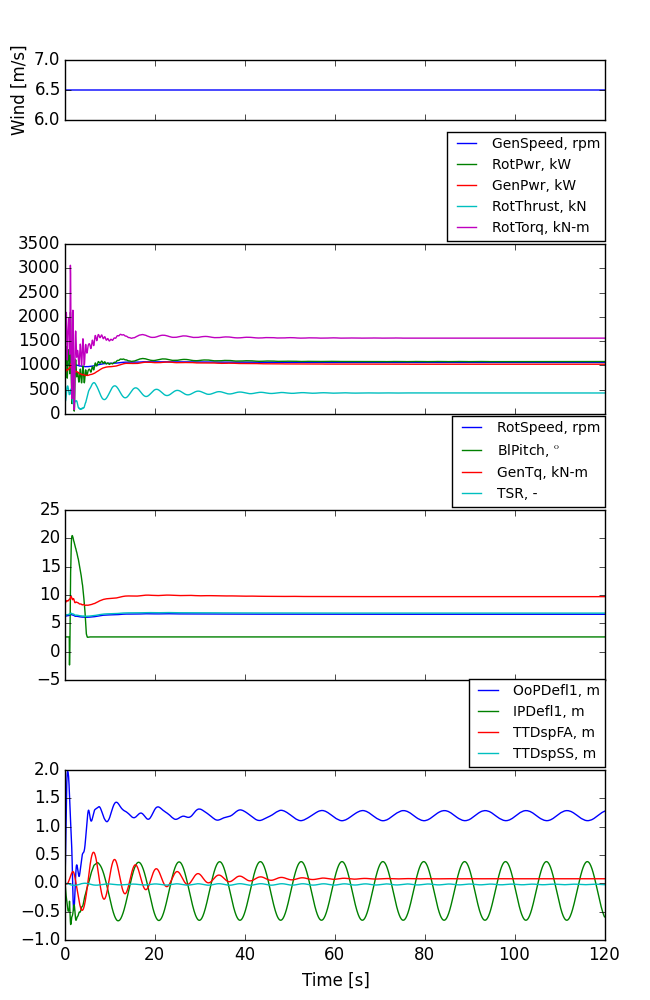 Wind [m/s]
7.0
6.5
6.0
GenSpeed, rpm
RotPwr, kW
GenPwr, kW
RotThrust, kN
RotTorq, kN-m
3500
3000
2500
2000
1500
1000
500
0
RotSpeed, rpm
BlPitch, °
GenTq, kN-m
TSR, -
25
20
15
10
5
0
−5
OoPDefl1, m
IPDefl1, m
TTDspFA, m
TTDspSS, m
2.0
1.5
1.0
0.5
0.0
−0.5
−1.0
0 20 40 60 80 100 120
Time [s]